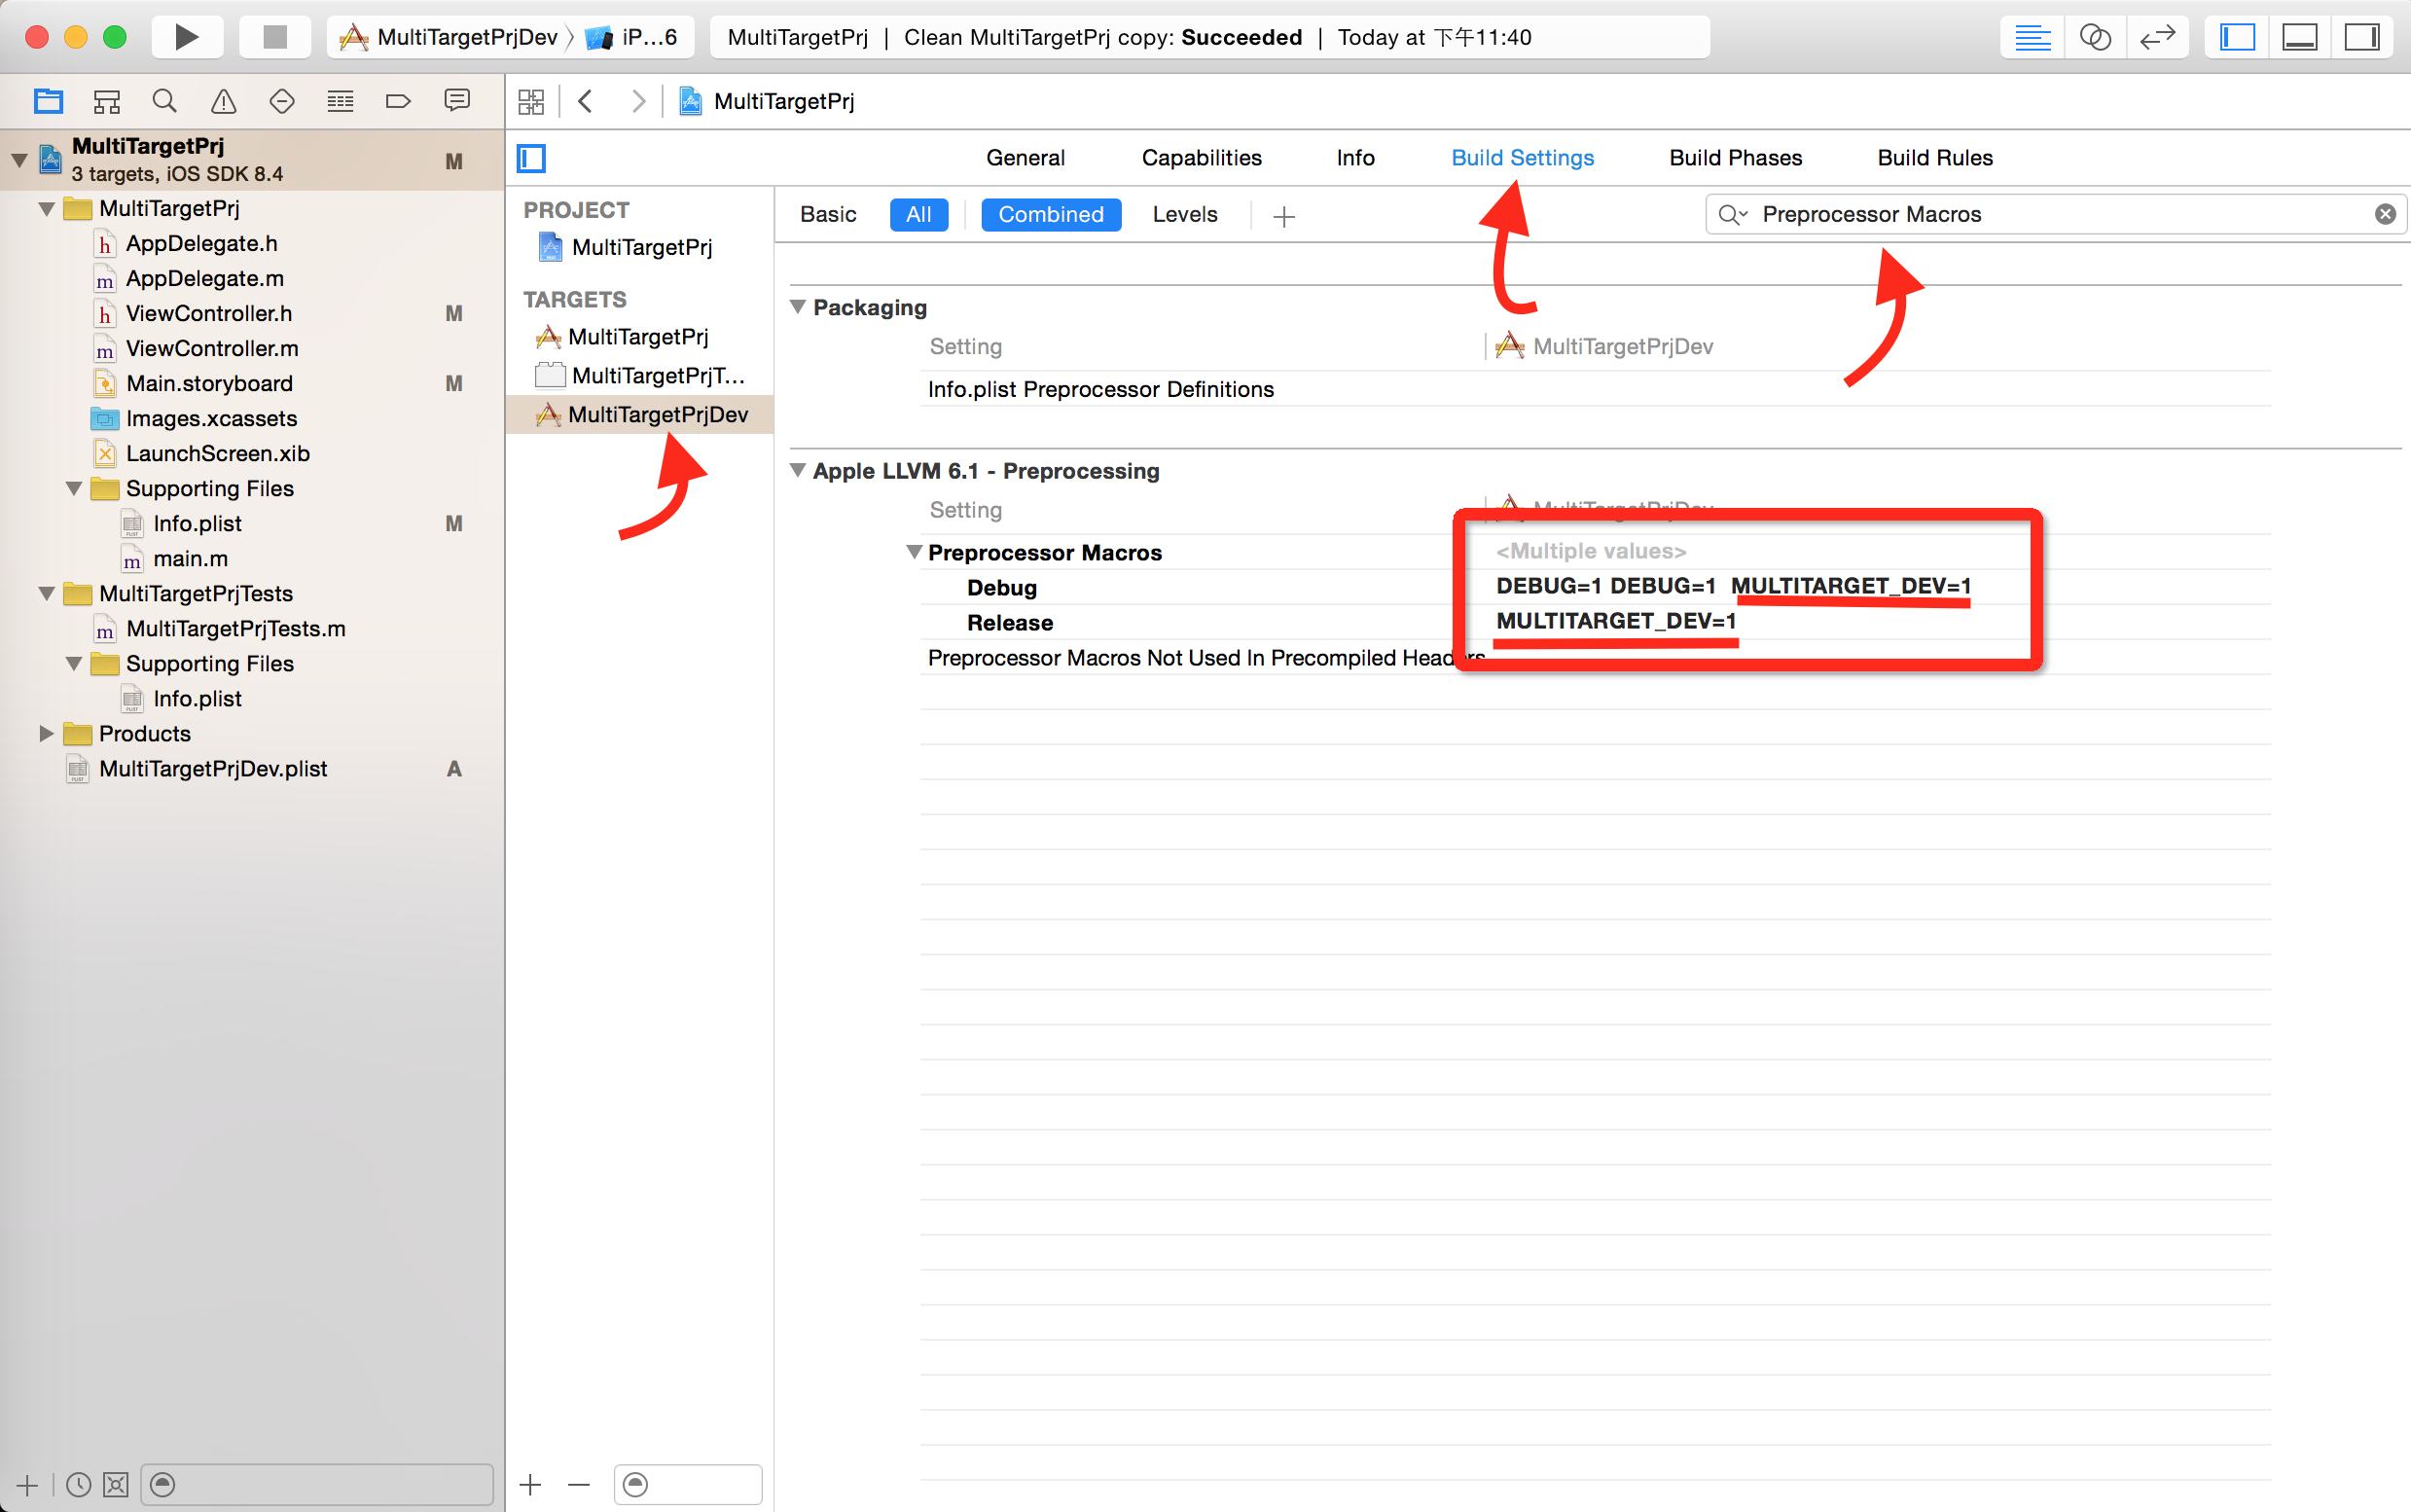 MultiTargetPrjDev iP...6
MultiTargetPrj | Clean MultiTargetPrj copy: Succeeded | Today at 下午11:40
MultiTargetPrj
MultiTargetPrj
3 targets, iOS SDK 8.4
M
MultiTargetPrj
AppDelegate.h
AppDelegate.m
ViewController.h M
ViewController.m
Main.storyboard M
Images.xcassets
LaunchScreen.xib
Supporting Files
Info.plist M
main.m
MultiTargetPrjTests
MultiTargetPrjTests.m
Supporting Files
Info.plist
Products
MultiTargetPrjDev.plist A
General Capabilities Info Build Settings Build Phases Build Rules
PROJECT
MultiTargetPrj
TARGETS
MultiTargetPrj
MultiTargetPrjT...
MultiTargetPrjDev
Basic All Combined Levels
Preprocessor Macros
Packaging
Setting MultiTargetPrjDev
Info.plist Preprocessor Definitions
Apple LLVM 6.1 - Preprocessing
Setting MultiTargetPrjDev
Preprocessor Macros <Multiple values>
Debug DEBUG=1 DEBUG=1 MULTITARGET_DEV=1
Release MULTITARGET_DEV=1
Preprocessor Macros Not Used In Precompiled Headers